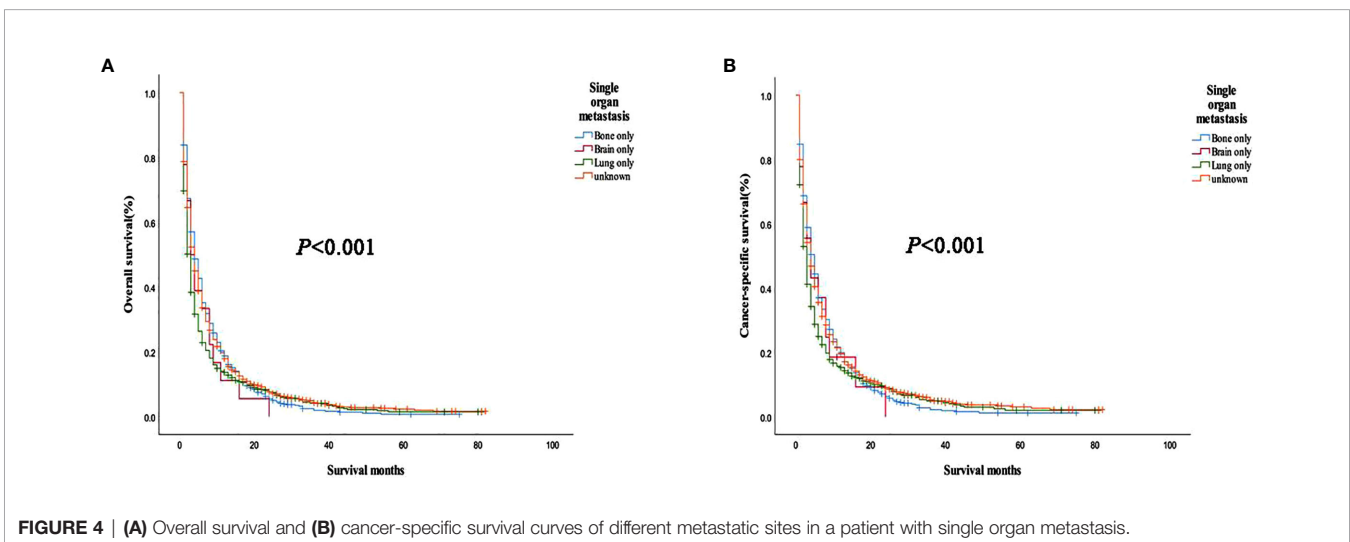 A
Overall survival(%)
1.0
0.8
0.6
0.4
0.2
0.0
0 20 40 60 80 100
Survival months
P<0.001
Single
organ
metastasis
Bone only
Brain only
Lung only
unknown
B
Cancer-specific survival(%)
1.0
0.8
0.6
0.4
0.2
0.0
0 20 40 60 80 100
Survival months
P<0.001
Single
organ
metastasis
Bone only
Brain only
Lung only
unknown
FIGURE 4 | (A) Overall survival and (B) cancer-specific survival curves of different metastatic sites in a patient with single organ metastasis.